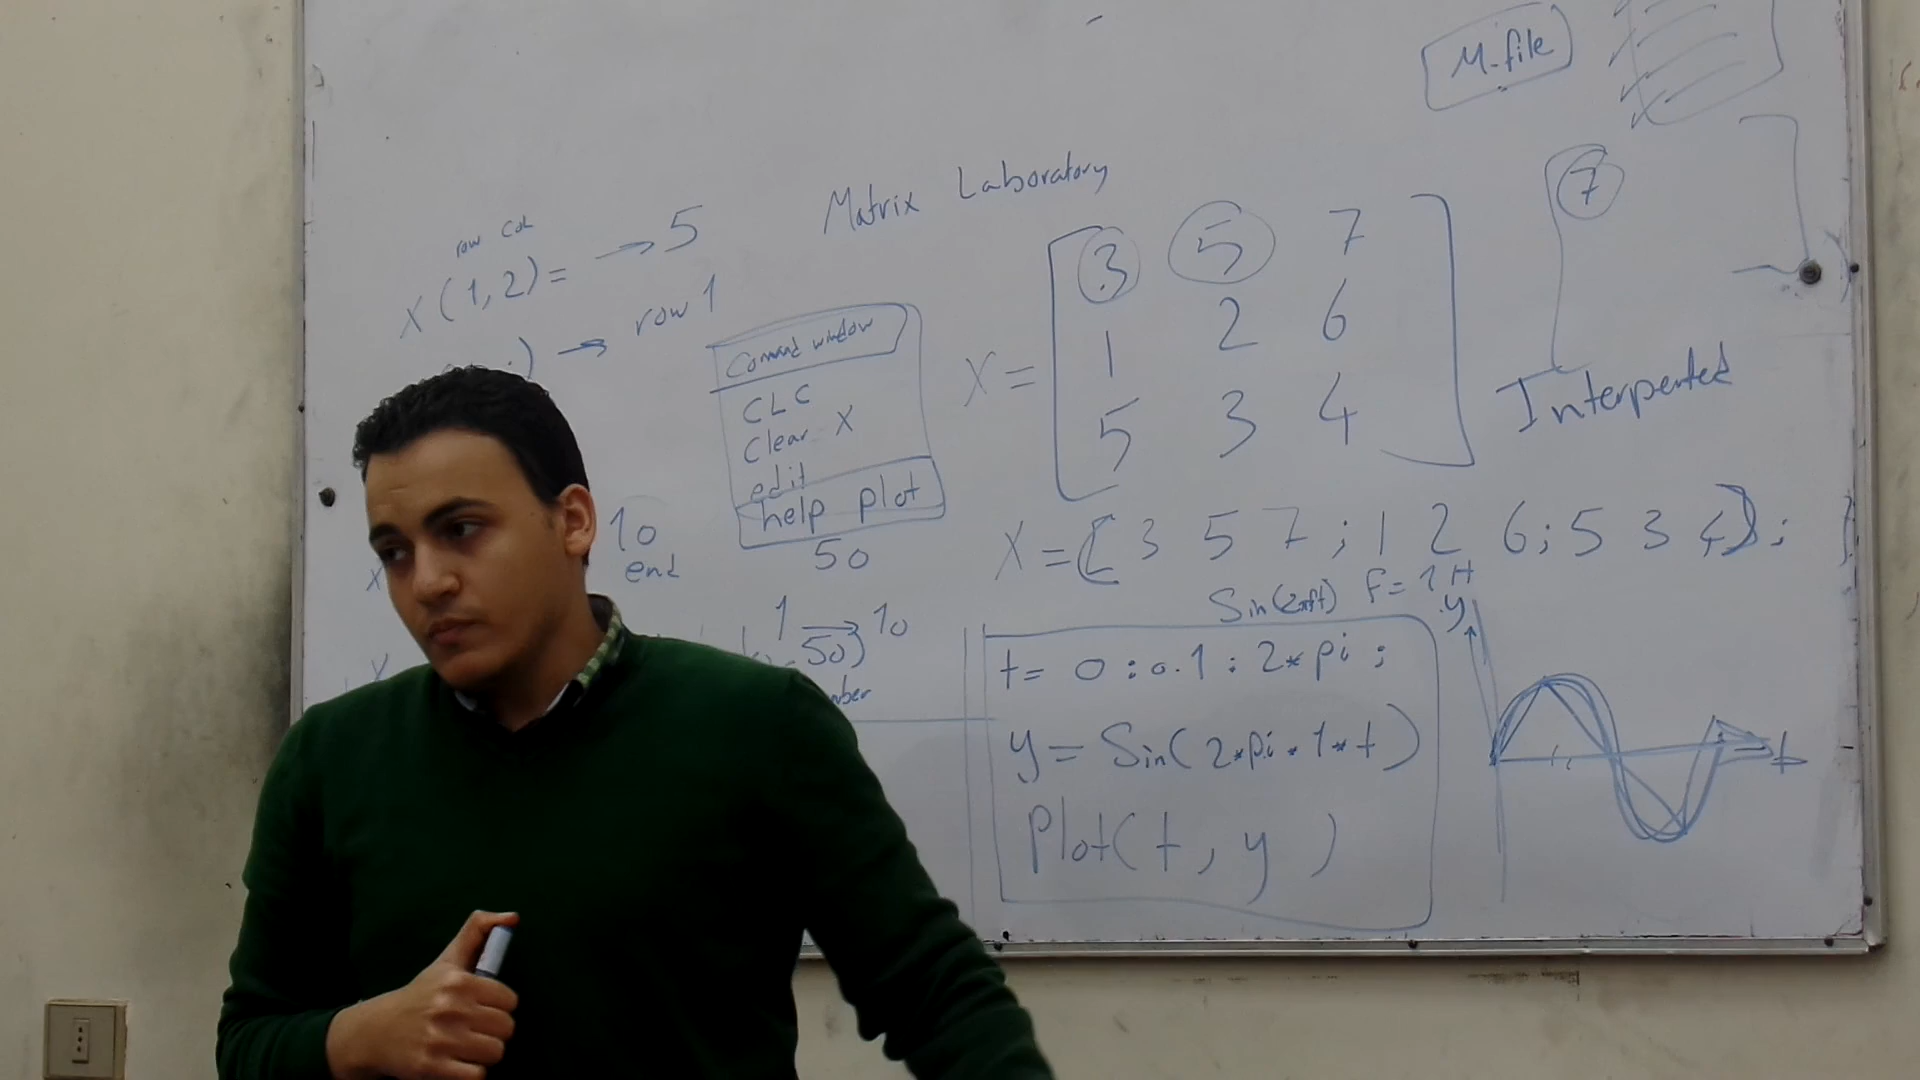 M-file
7
Matrix Laboratory
row Col
X (1,2) = → 5
:) → row 1
Comand window
CLC
Clear X
edit
help plot
X = [ 3 5 7
1 2 6
5 3 4 ]
Interpented
X = [ 3 5 7 ; 1 2 6 ; 5 3 4 ] ;
10
end
50
1 → 10
50)
Sin(2πft) F = 1 H
t = 0 : 0.1 : 2*pi ;
y = Sin( 2*pi*1*t )
Plot( t , y )
y
t